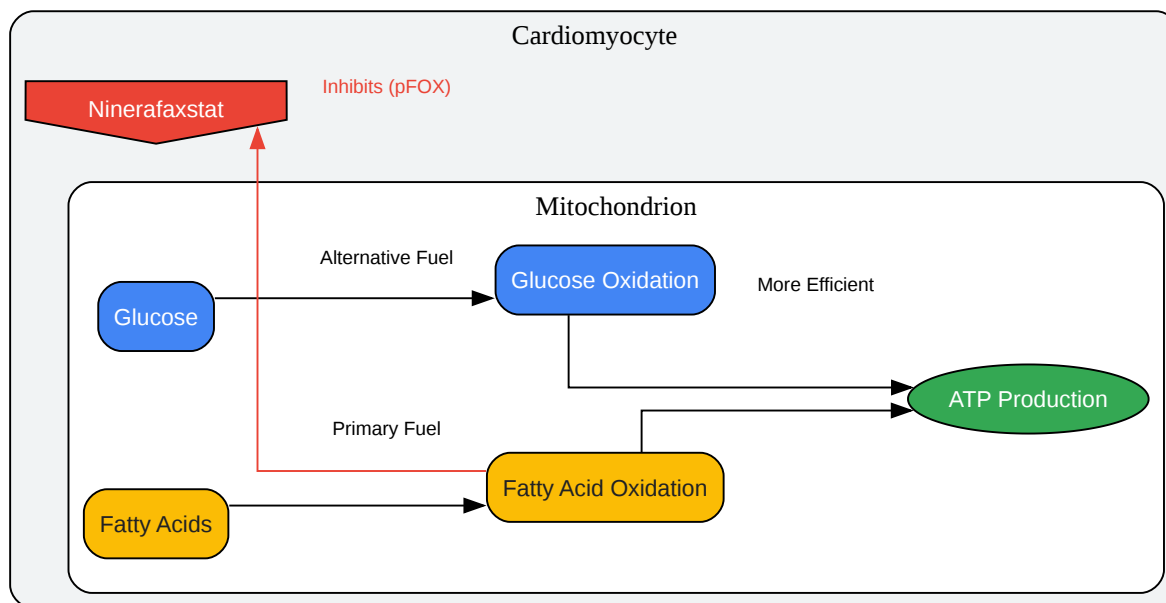 Cardiomyocyte
Ninerafaxstat
Inhibits (pFOX)
Mitochondrion
Alternative Fuel
Glucose Oxidation
More Efficient
Glucose
ATP Production
Primary Fuel
Fatty Acid Oxidation
Fatty Acids